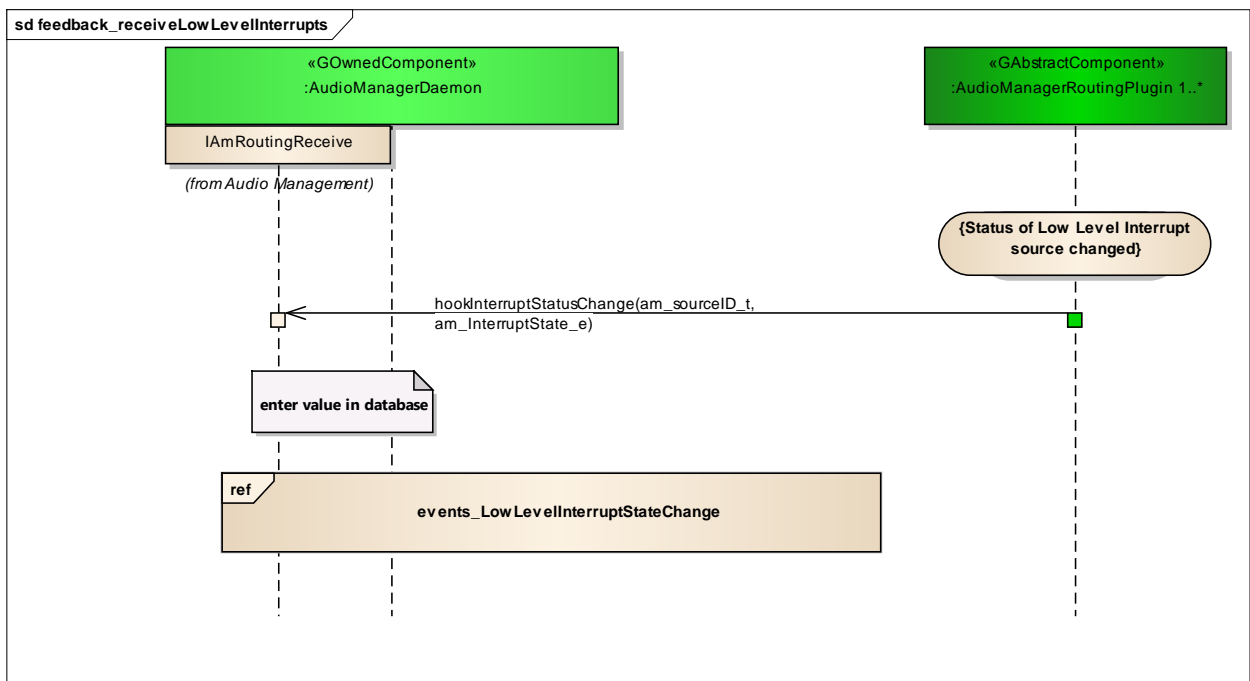 sd feedback_receiveLowLevelInterrupts
«GOwnedComponent»
:AudioManagerDaemon
«GAbstractComponent»
:AudioManagerRoutingPlugin 1..*
IAmRoutingReceive
(from Audio Management)
{Status of Low Level Interrupt
source changed}
hookInterruptStatusChange(am_sourceID_t,
am_InterruptState_e)
enter value in database
ref
events_LowLevelInterruptStateChange